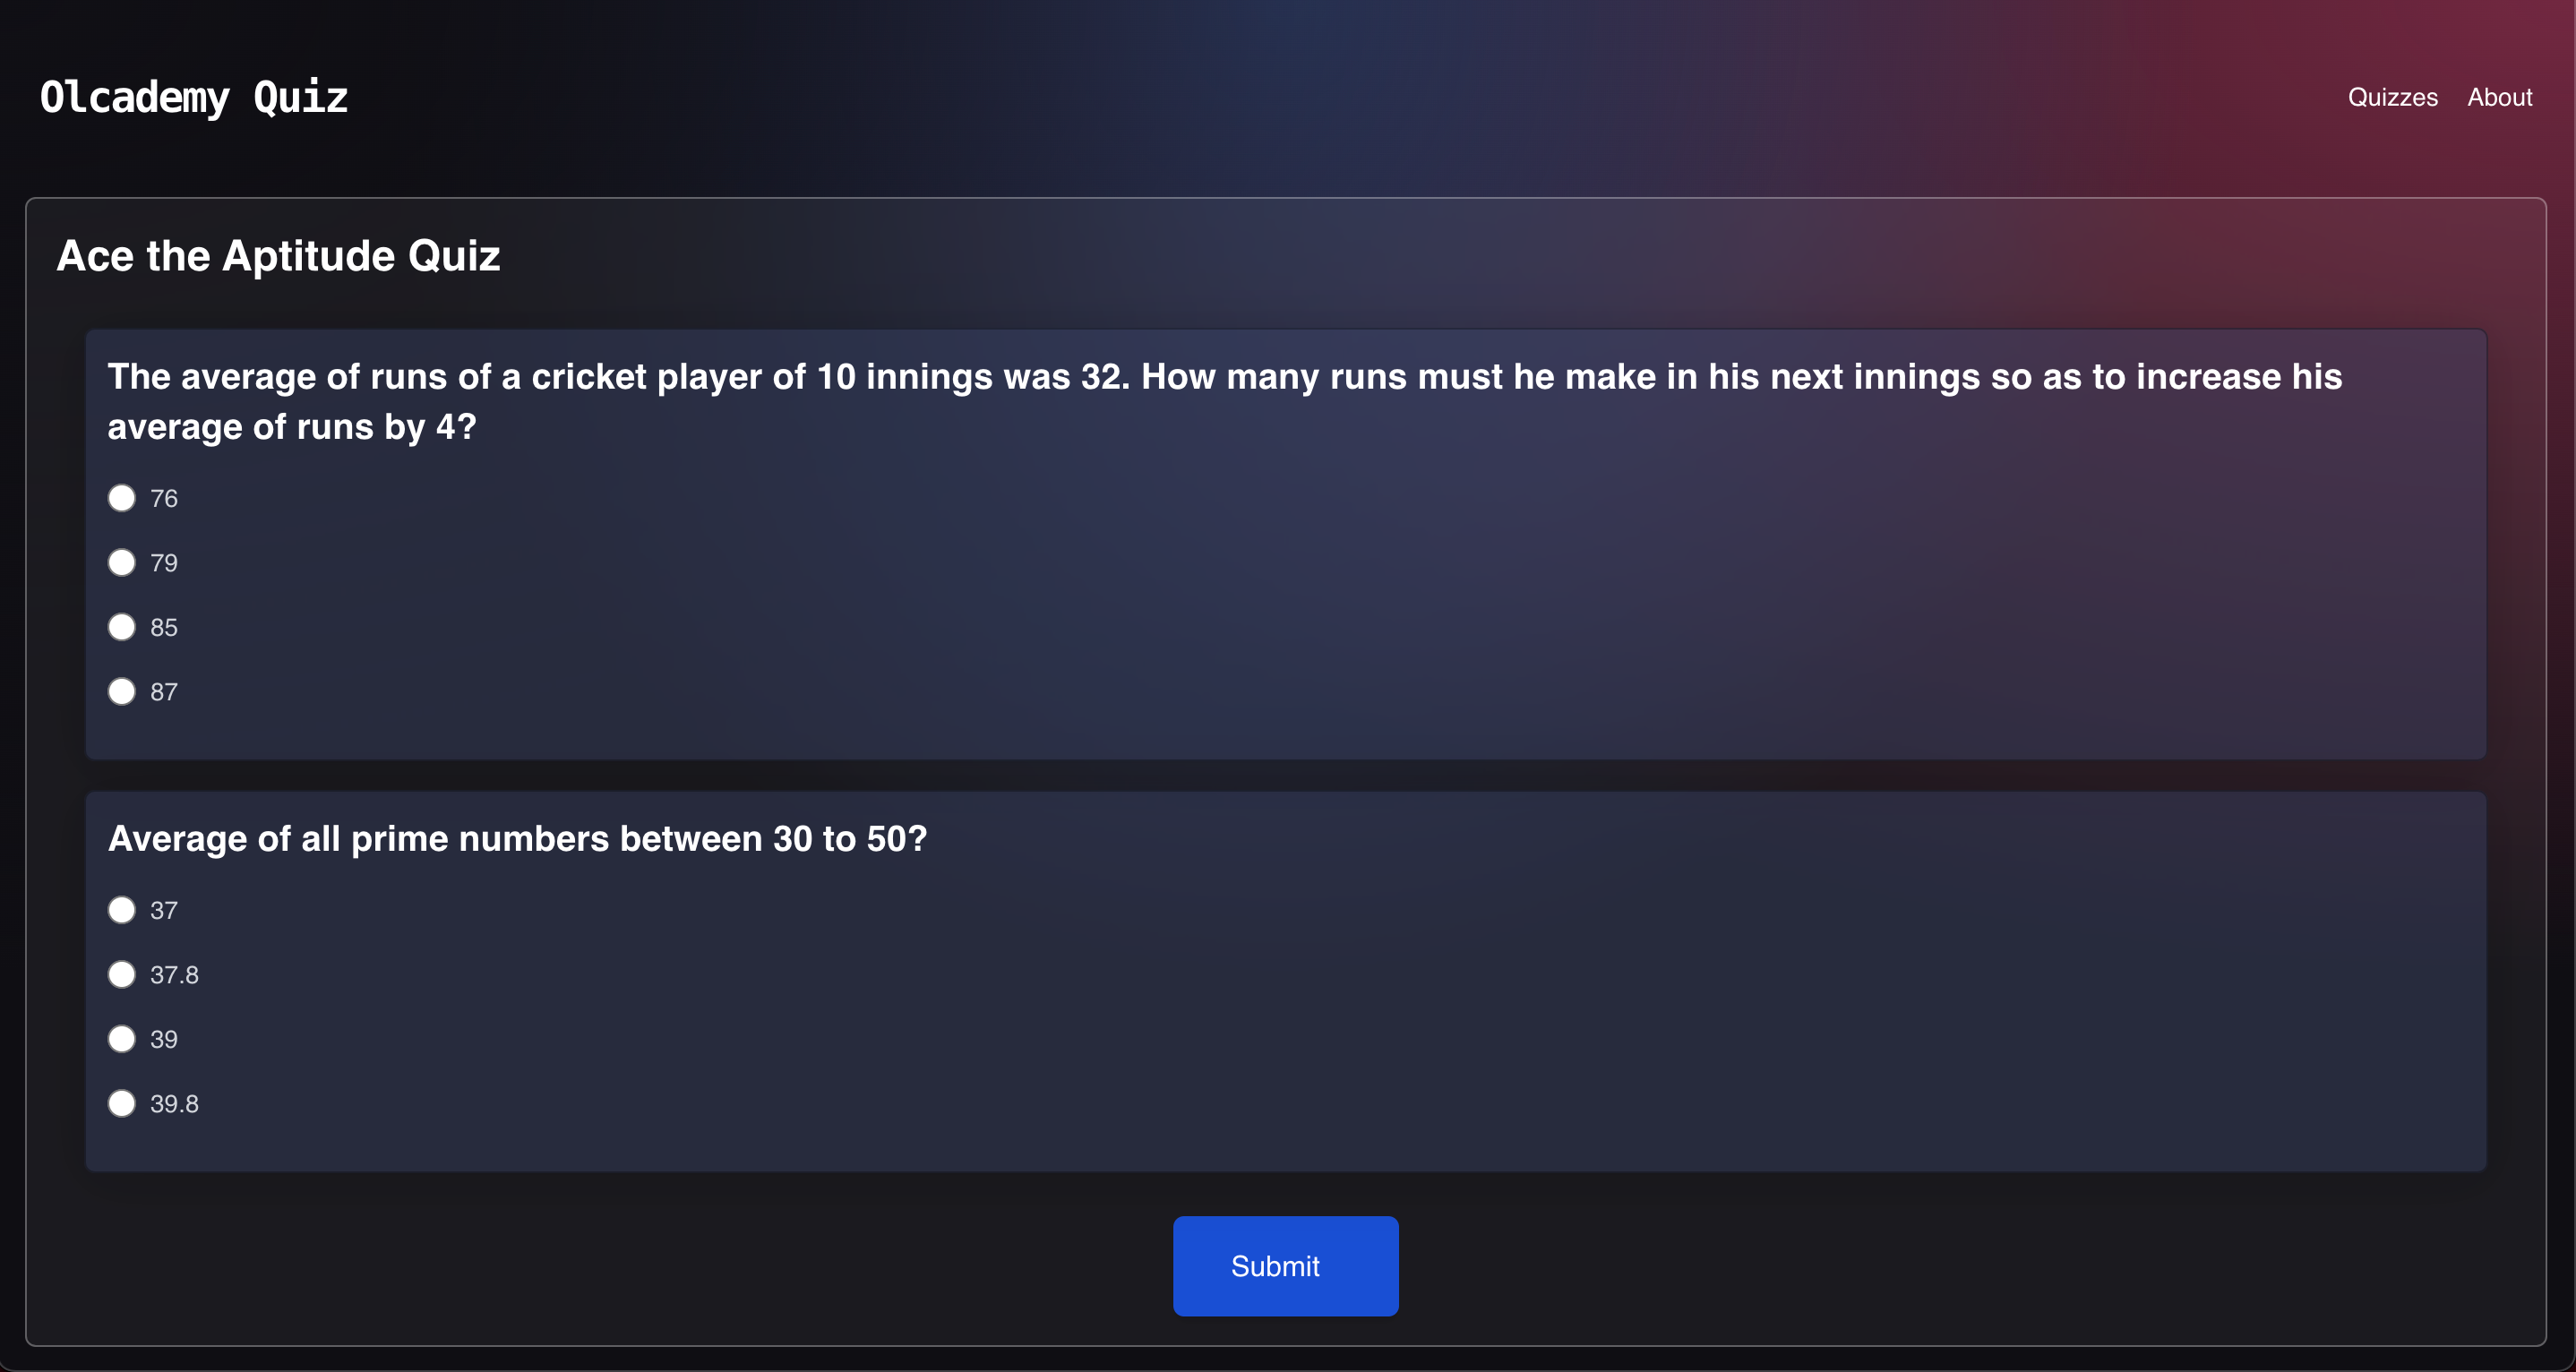 Olcademy Quiz
Quizzes About
Ace the Aptitude Quiz
The average of runs of a cricket player of 10 innings was 32. How many runs must he make in his next innings so as to increase his
average of runs by 4?
76
79
85
87
Average of all prime numbers between 30 to 50?
37
37.8
39
39.8
Submit